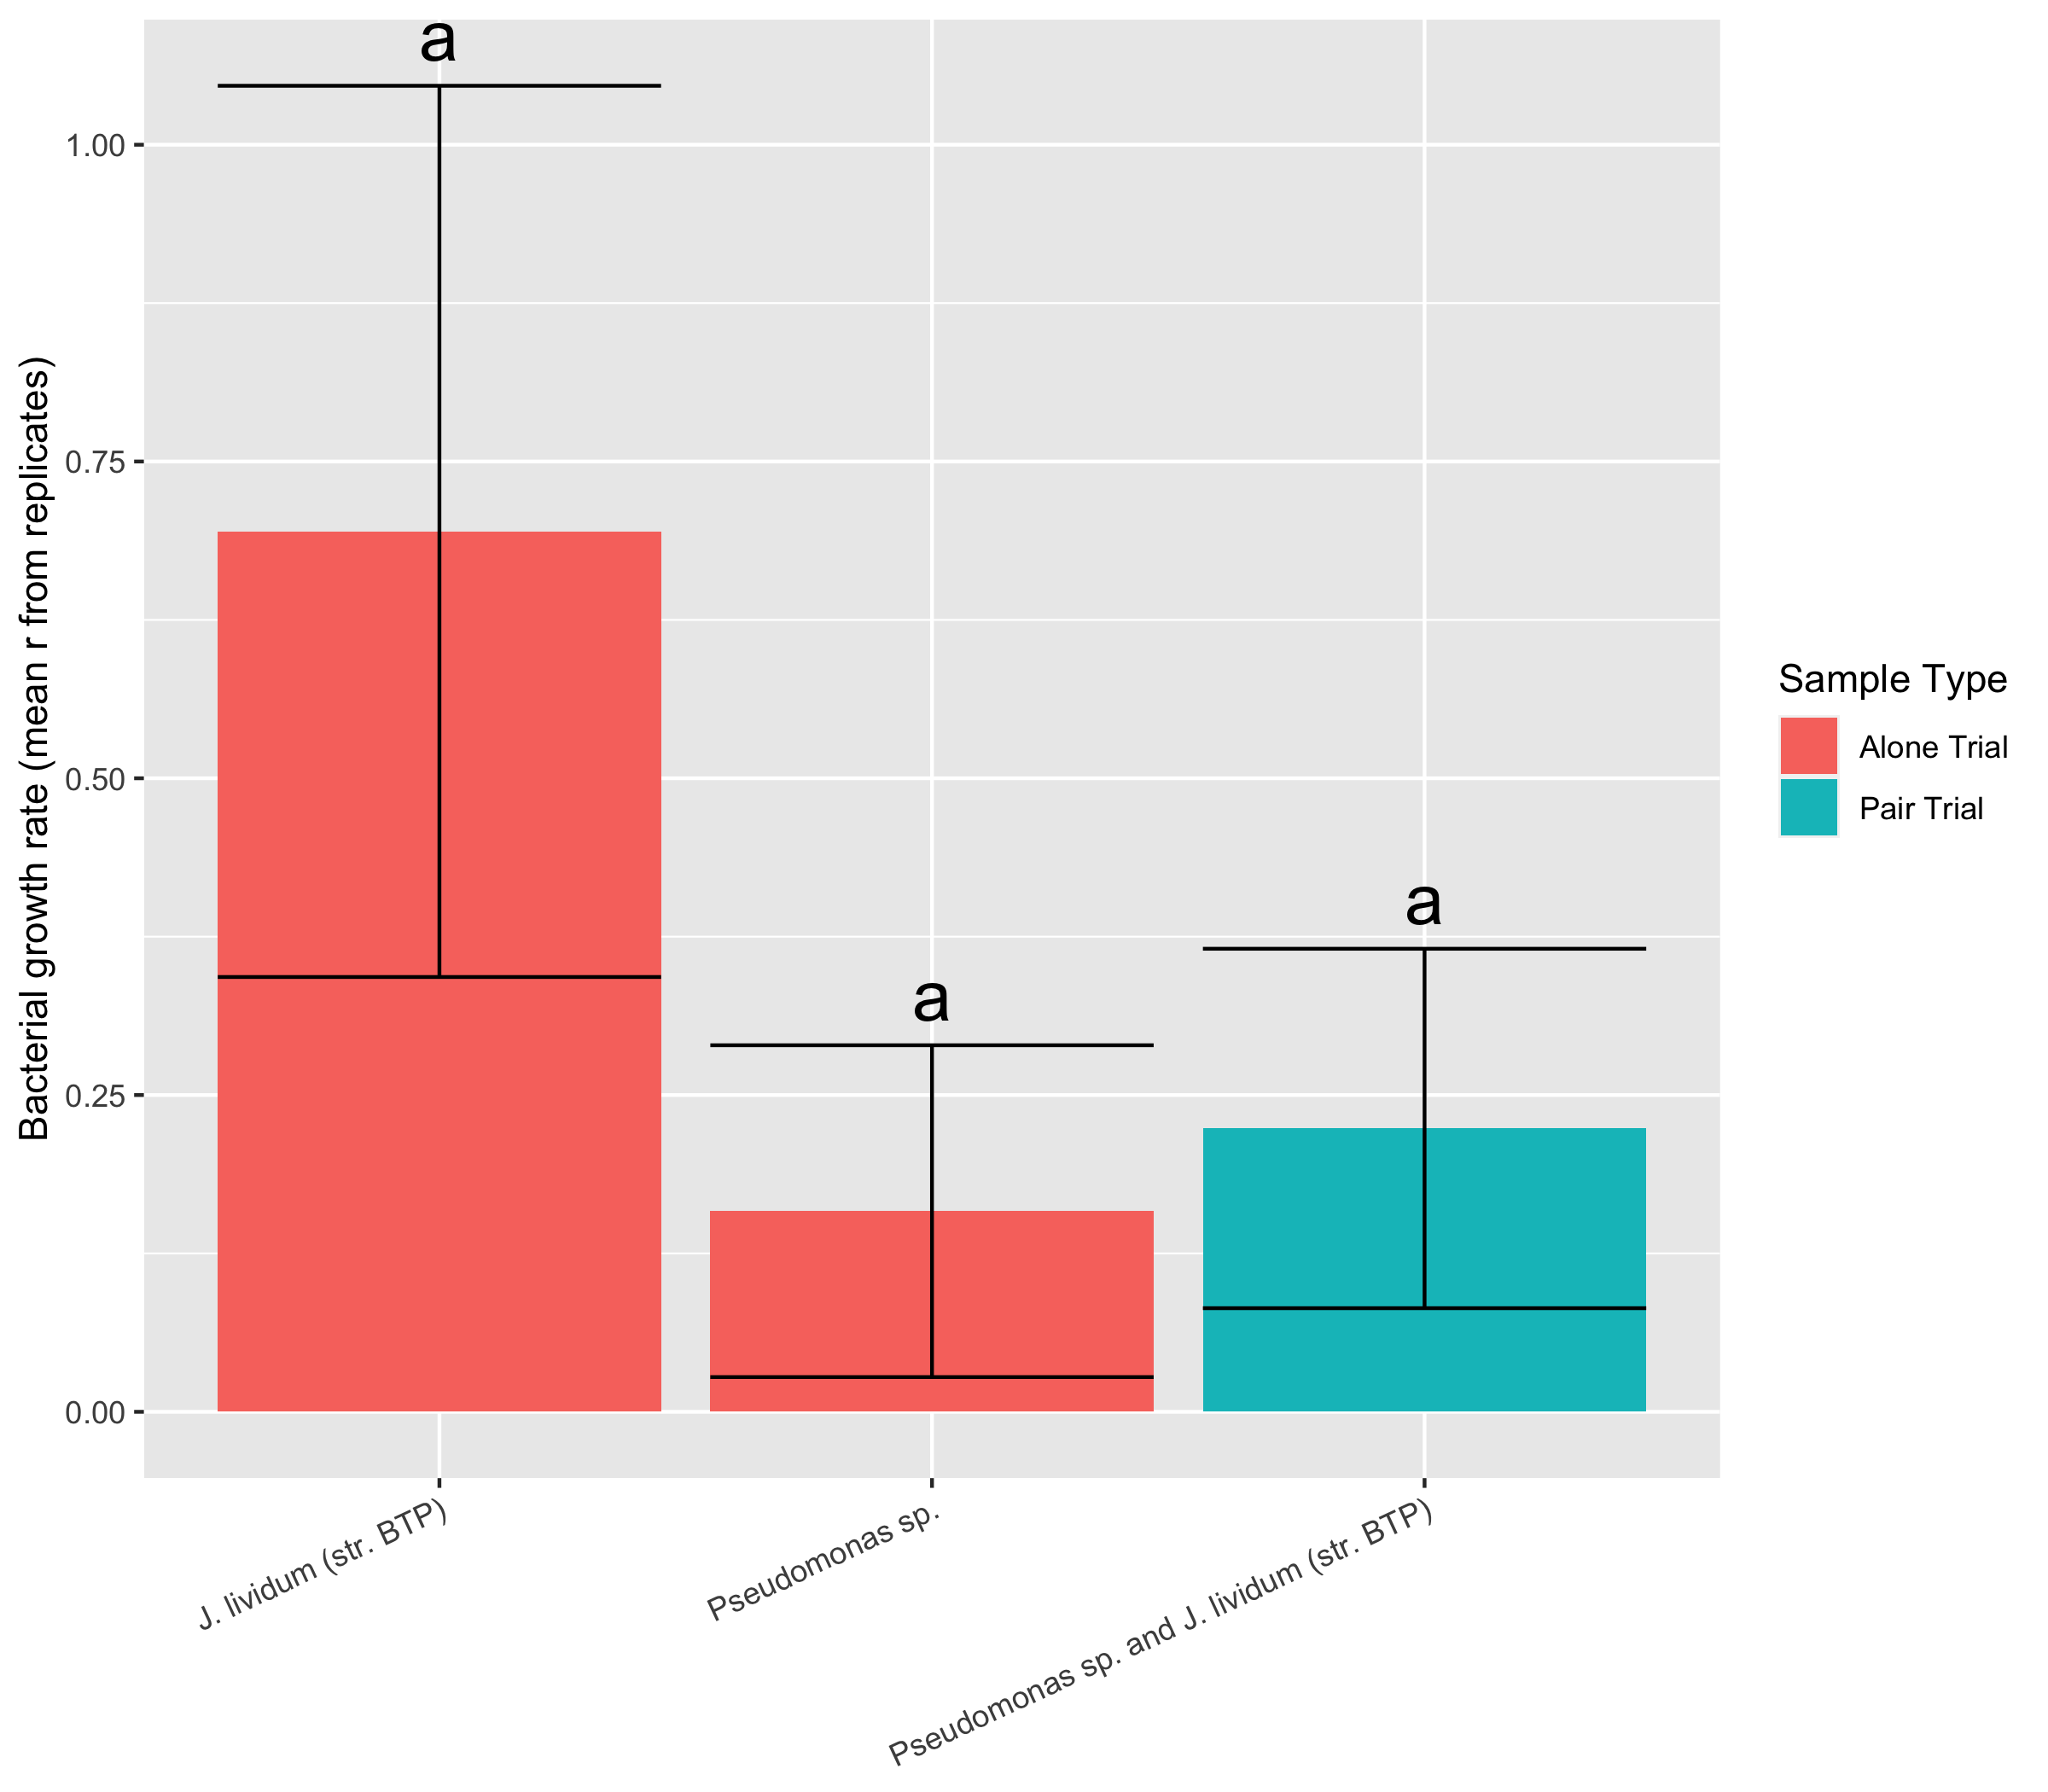 a
1.00
0.75
a
0.50
a
0.25
0.00
Bacterial growth rate (mean r from replicates)
J. lividum (str. BTP)
Pseudomonas sp.
Pseudomonas sp. and J. lividum (str. BTP)
Sample Type
Alone Trial
Pair Trial